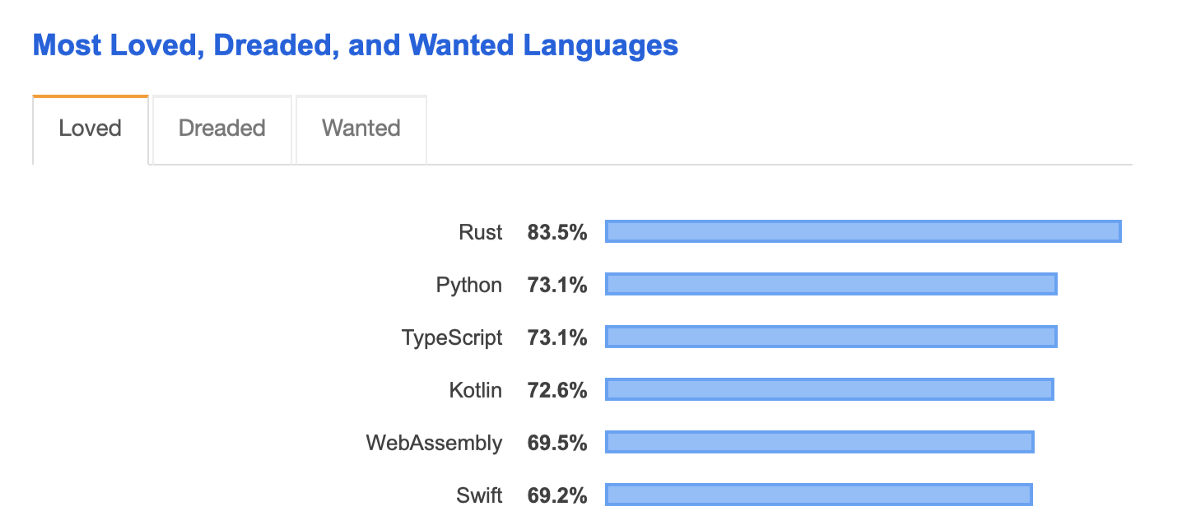 Most Loved, Dreaded, and Wanted Languages
Loved Dreaded Wanted
Rust 83.5%
Python 73.1%
TypeScript 73.1%
Kotlin 72.6%
WebAssembly 69.5%
Swift 69.2%